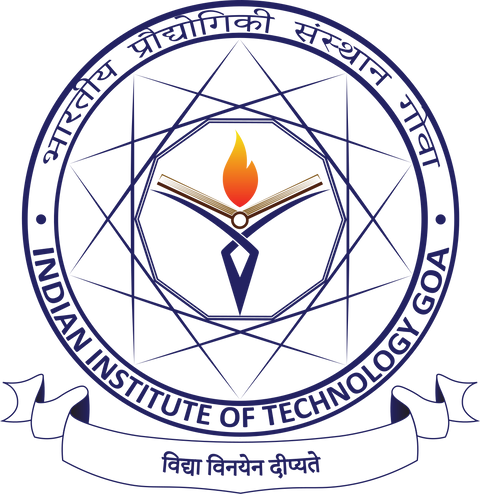 भारतीय प्रौद्योगिकी संस्थान गोवा
INDIAN INSTITUTE OF TECHNOLOGY GOA
विद्या विनयेन दीप्यते